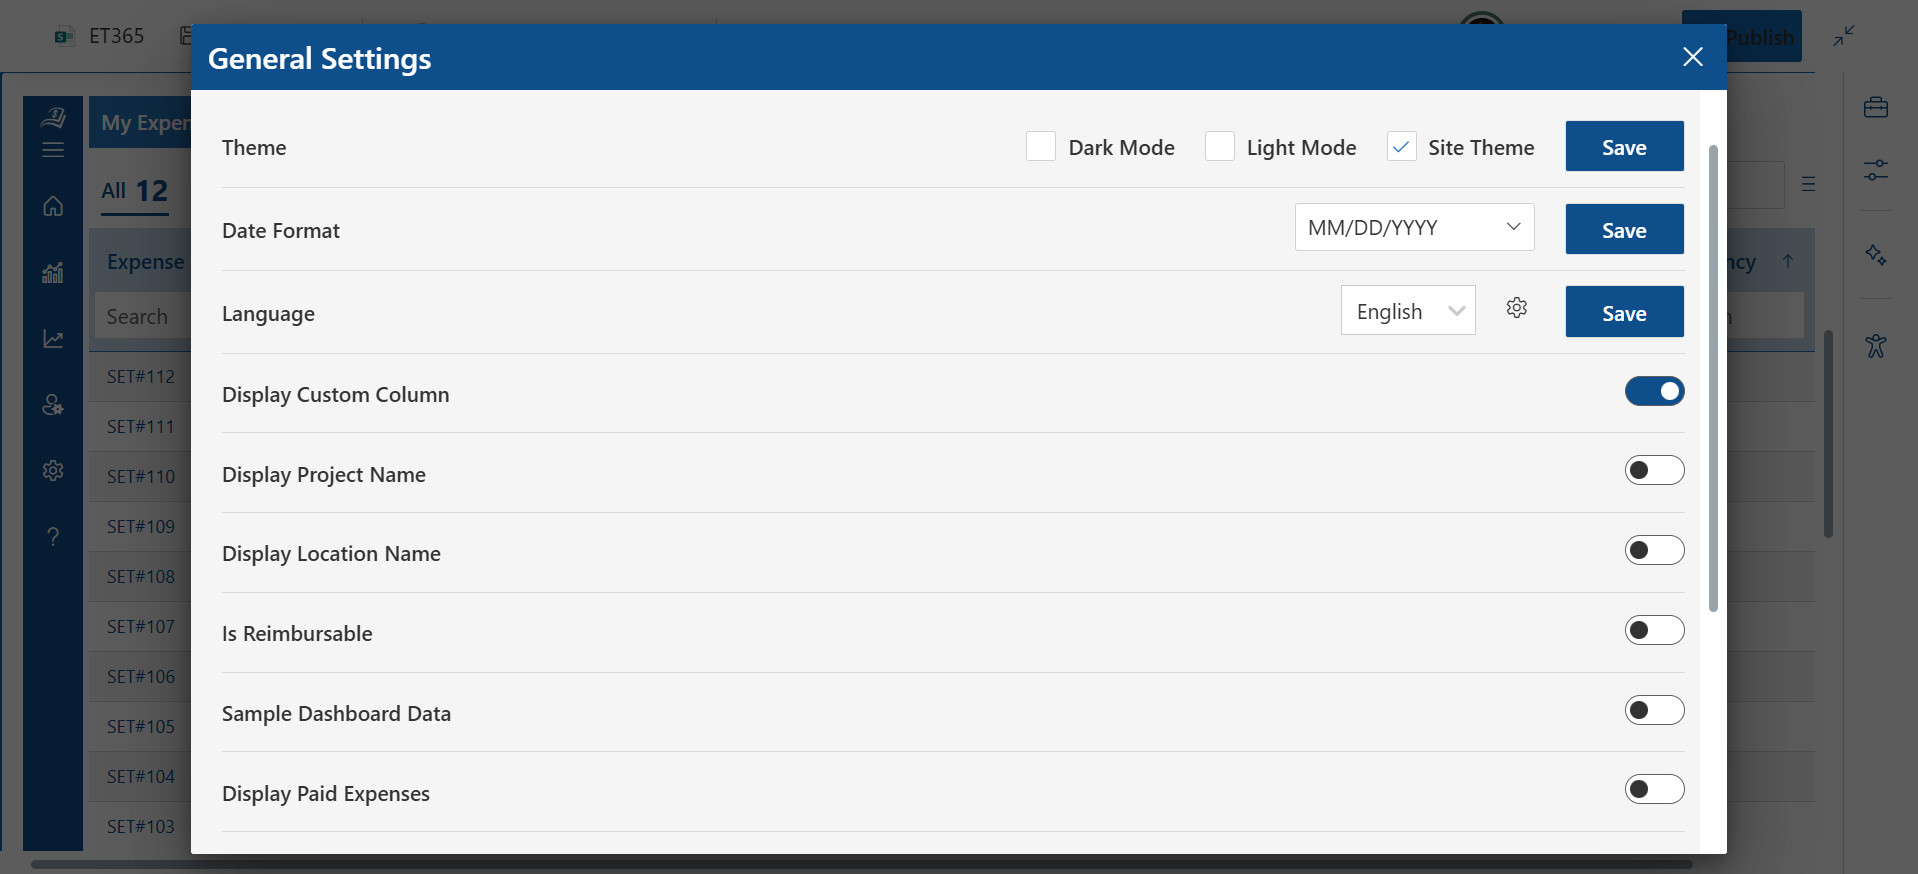 ET365
Publish
General Settings
My Expen
All 12
Expense
ncy
Search
SET#112
SET#111
SET#110
SET#109
SET#108
SET#107
SET#106
SET#105
SET#104
SET#103
Theme
Dark Mode
Light Mode
Site Theme
Save
Date Format
MM/DD/YYYY
Save
Language
English
Save
Display Custom Column
Display Project Name
Display Location Name
Is Reimbursable
Sample Dashboard Data
Display Paid Expenses